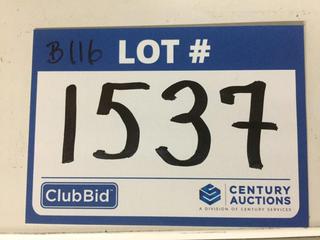 B116 LOT #
1537
ClubBid
CENTURY
AUCTIONS
A DIVISION OF CENTURY SERVICES